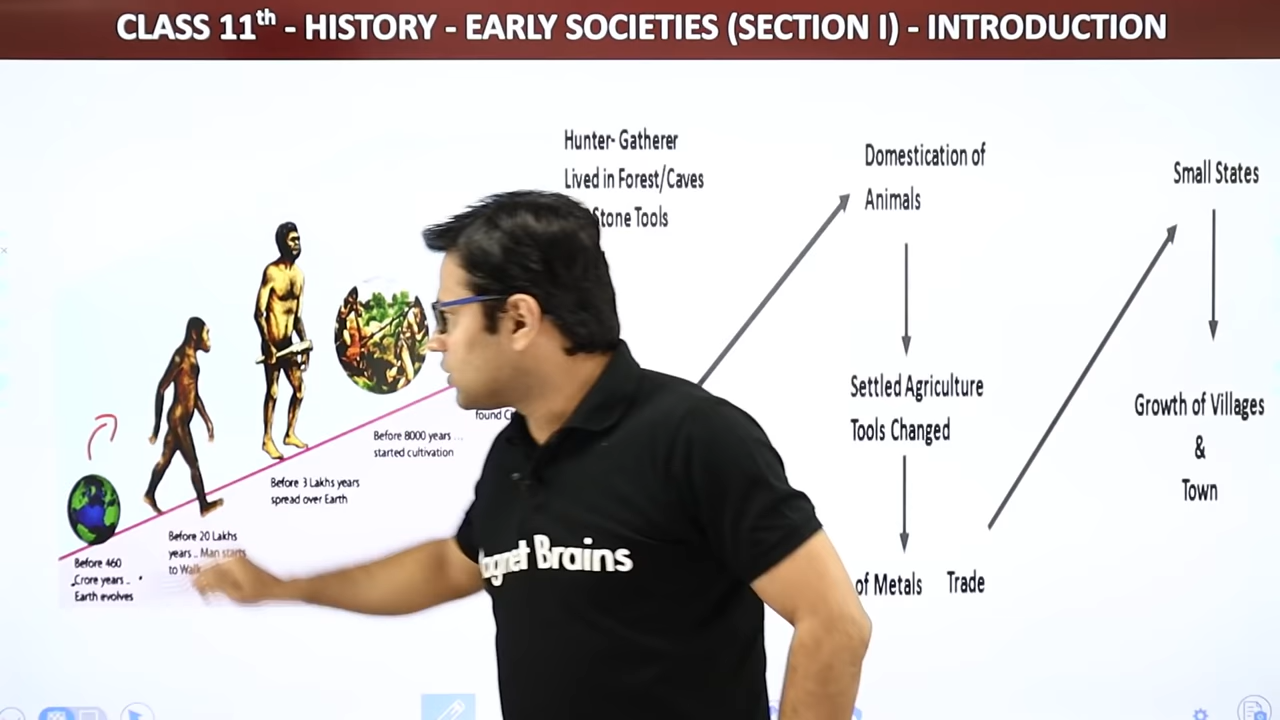 CLASS 11th - HISTORY - EARLY SOCIETIES (SECTION I) - INTRODUCTION
Hunter- Gatherer
Lived in Forest/Caves
Stone Tools
Domestication of
Animals
Small States
Settled Agriculture
Tools Changed
Growth of Villages
&
Town
of Metals Trade
found
Before 8000 years ...
started cultivation
Before 3 Lakhs years
spread over Earth
Before 20 Lakhs
years .. Man starts
to Walk
Before 460
Crore years ..
Earth evolves
Brains